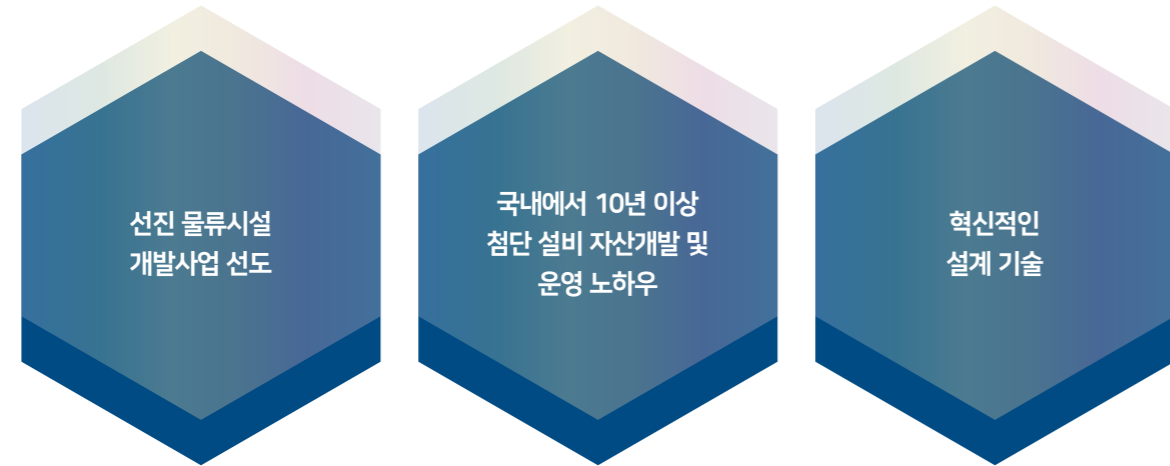 선진 물류시설
개발사업 선도
국내에서 10년 이상
첨단 설비 자산개발 및
운영 노하우
혁신적인
설계 기술